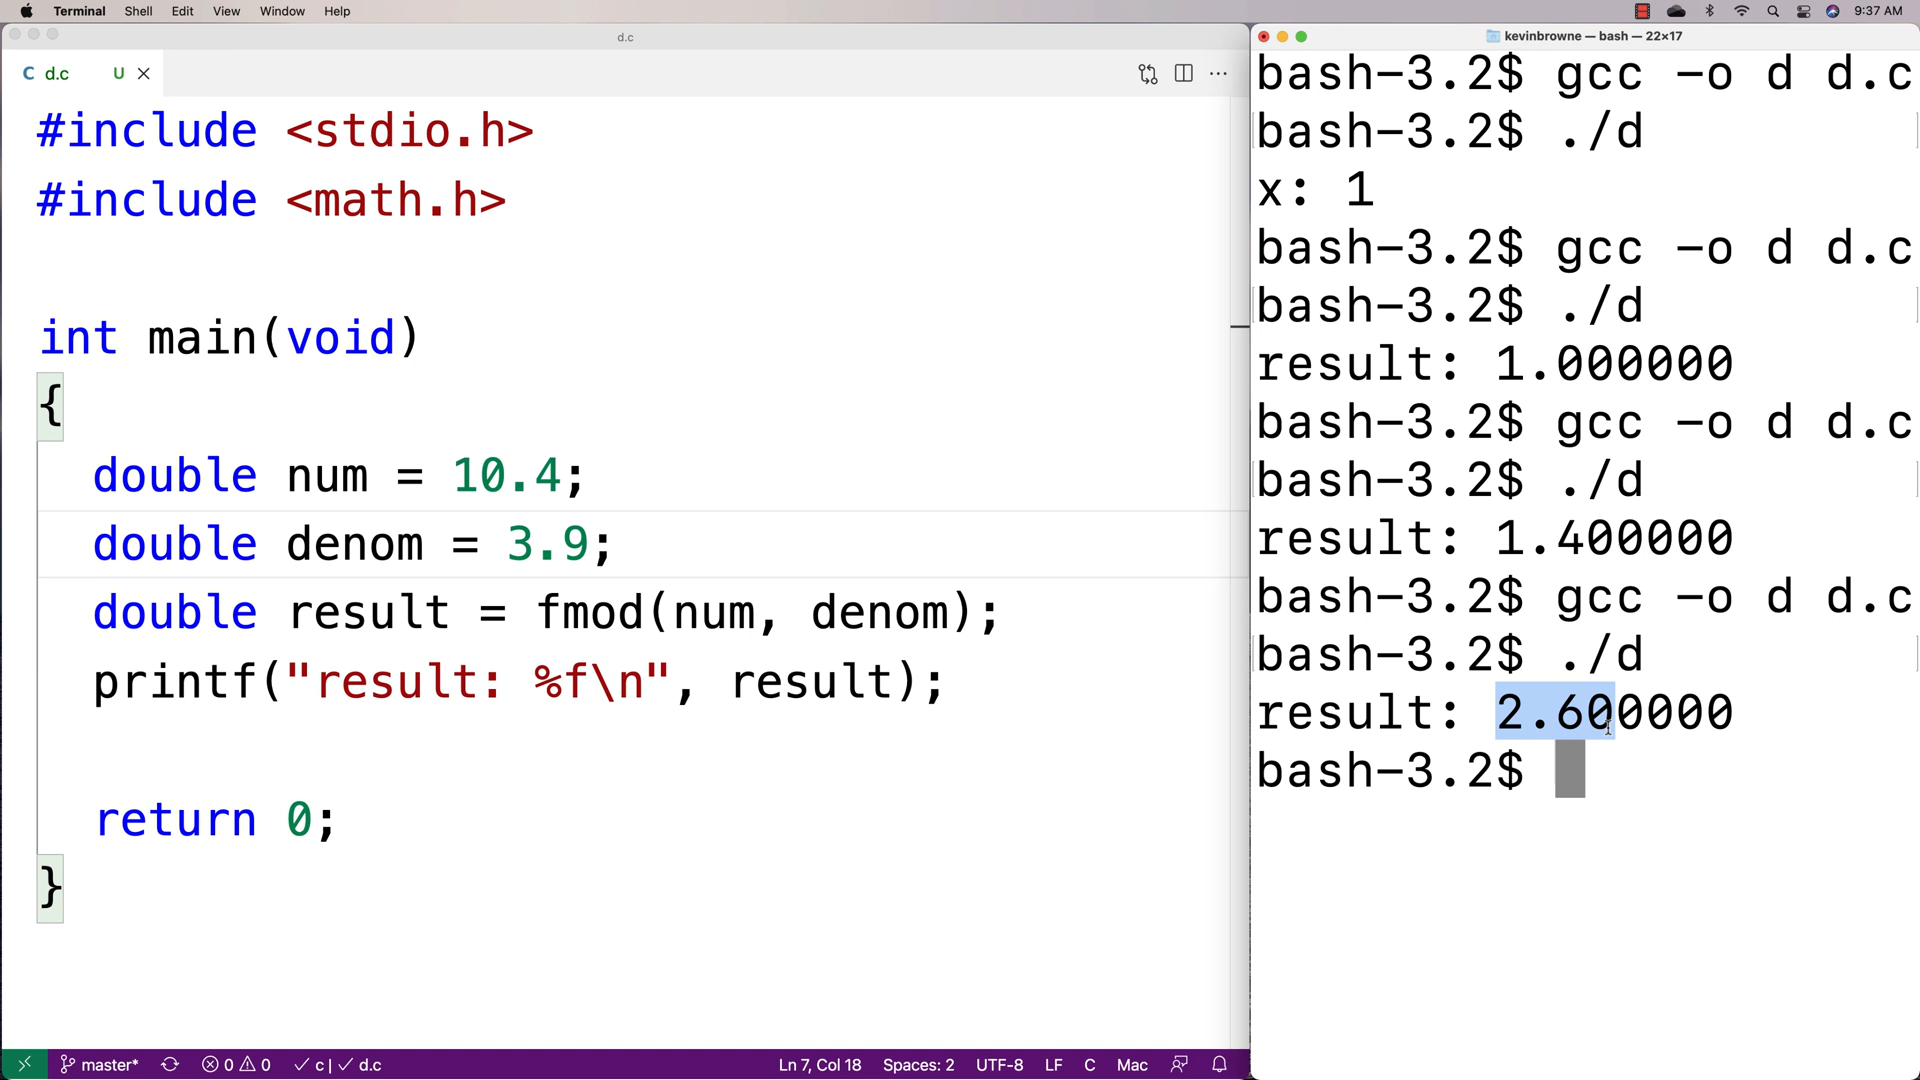 Terminal Shell Edit View Window Help 9:37 AM
d.c
C d.c U
#include <stdio.h>
#include <math.h>
int main(void)
{
double num = 10.4;
double denom = 3.9;
double result = fmod(num, denom);
printf("result: %f\n", result);
return 0;
}
master* 0 0 c | d.c Ln 7, Col 18 Spaces: 2 UTF-8 LF C Mac
kevinbrowne — bash — 22×17
bash-3.2$ gcc -o d d.c
bash-3.2$ ./d
x: 1
bash-3.2$ gcc -o d d.c
bash-3.2$ ./d
result: 1.000000
bash-3.2$ gcc -o d d.c
bash-3.2$ ./d
result: 1.400000
bash-3.2$ gcc -o d d.c
bash-3.2$ ./d
result: 2.600000
bash-3.2$